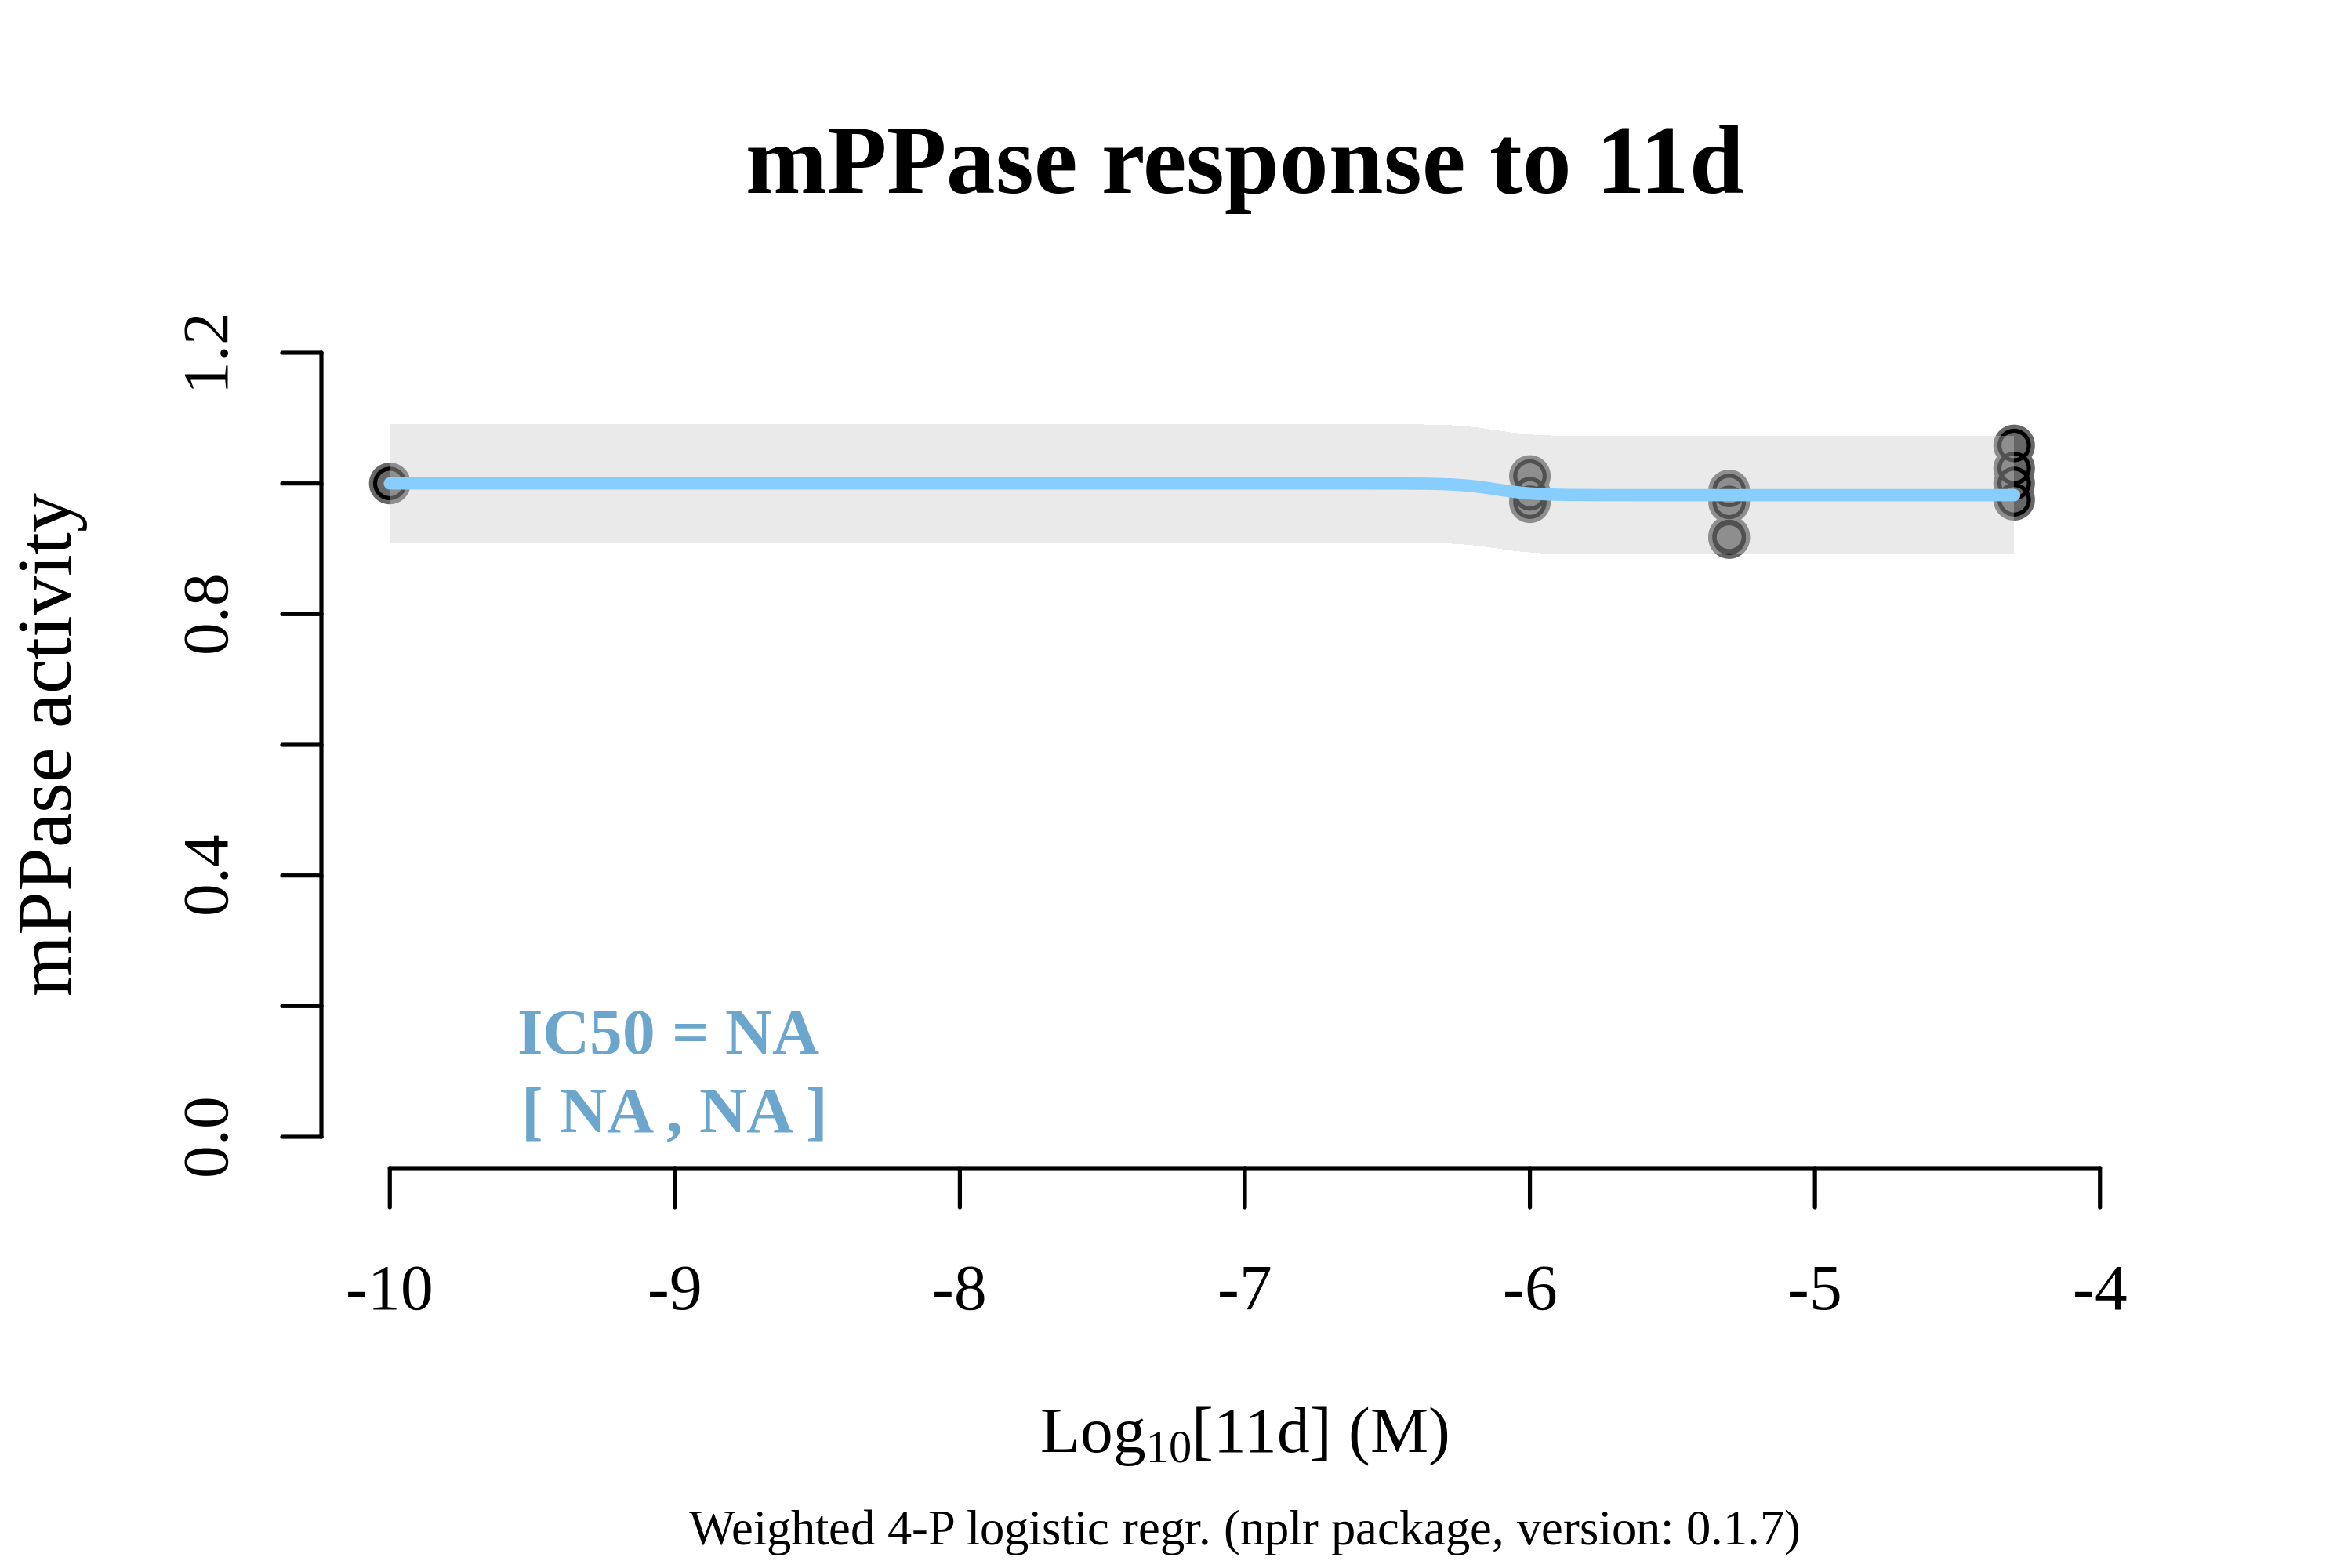 mPPase response to 11d
mPPase activity
1.2
0.8
0.4
0.0
IC50 = NA
[ NA , NA ]
-10 -9 -8 -7 -6 -5 -4
Log10[11d] (M)
Weighted 4-P logistic regr. (nplr package, version: 0.1.7)